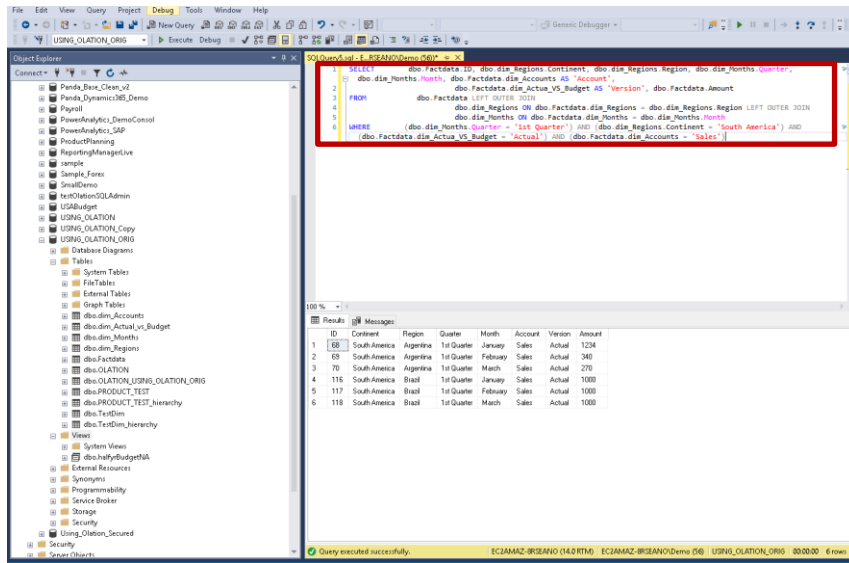 File Edit View Query Project Debug Tools Window Help
New Query
Generic Debugger
USING_OLATION_ORIG Execute Debug
Object Explorer
SQLQuery5.sql - E...RSEANO\Demo (56))*
Connect
Panda_Base_Clean_v2
Panda_Dynamics365_Demo
Payroll
PowerAnalytics_DemoConsol
PowerAnalytics_SAP
ProductPlanning
ReportingManagerLive
sample
Sample_Forex
SmallDemo
testOlationSQLAdmin
USABudget
USING_OLATION
USING_OLATION_Copy
USING_OLATION_ORIG
Database Diagrams
Tables
System Tables
FileTables
External Tables
Graph Tables
dbo.dim_Accounts
dbo.dim_Actual_vs_Budget
dbo.dim_Months
dbo.dim_Regions
dbo.Factdata
dbo.OLATION
dbo.OLATION_USING_OLATION_ORIG
dbo.PRODUCT_TEST
dbo.PRODUCT_TEST_hierarchy
dbo.TestDim
dbo.TestDim_hierarchy
Views
System Views
dbo.halfyrBudgetNA
External Resources
Synonyms
Programmability
Service Broker
Storage
Security
Using_Olation_Secured
Security
Server Objects
1 SELECT dbo.Factdata.ID, dbo.dim_Regions.Continent, dbo.dim_Regions.Region, dbo.dim_Months.Quarter,
dbo.dim_Months.Month, dbo.Factdata.dim_Accounts AS 'Account',
2 dbo.Factdata.dim_Actua_VS_Budget AS 'Version', dbo.Factdata.Amount
3 FROM dbo.Factdata LEFT OUTER JOIN
4 dbo.dim_Regions ON dbo.Factdata.dim_Regions = dbo.dim_Regions.Region LEFT OUTER JOIN
5 dbo.dim_Months ON dbo.Factdata.dim_Months = dbo.dim_Months.Month
6 WHERE (dbo.dim_Months.Quarter = '1st Quarter') AND (dbo.dim_Regions.Continent = 'South America') AND
(dbo.Factdata.dim_Actua_VS_Budget = 'Actual') AND (dbo.Factdata.dim_Accounts = 'Sales')
100 %
Results Messages
ID Continent Region Quarter Month Account Version Amount
1 68 South America Argentina 1st Quarter January Sales Actual 1234
2 69 South America Argentina 1st Quarter February Sales Actual 340
3 70 South America Argentina 1st Quarter March Sales Actual 270
4 116 South America Brazil 1st Quarter January Sales Actual 1000
5 117 South America Brazil 1st Quarter February Sales Actual 1000
6 118 South America Brazil 1st Quarter March Sales Actual 1000
Query executed successfully. EC2AMAZ-8RSEANO (14.0 RTM) EC2AMAZ-8RSEANO\Demo (56) USING_OLATION_ORIG 00:00:00 6 rows